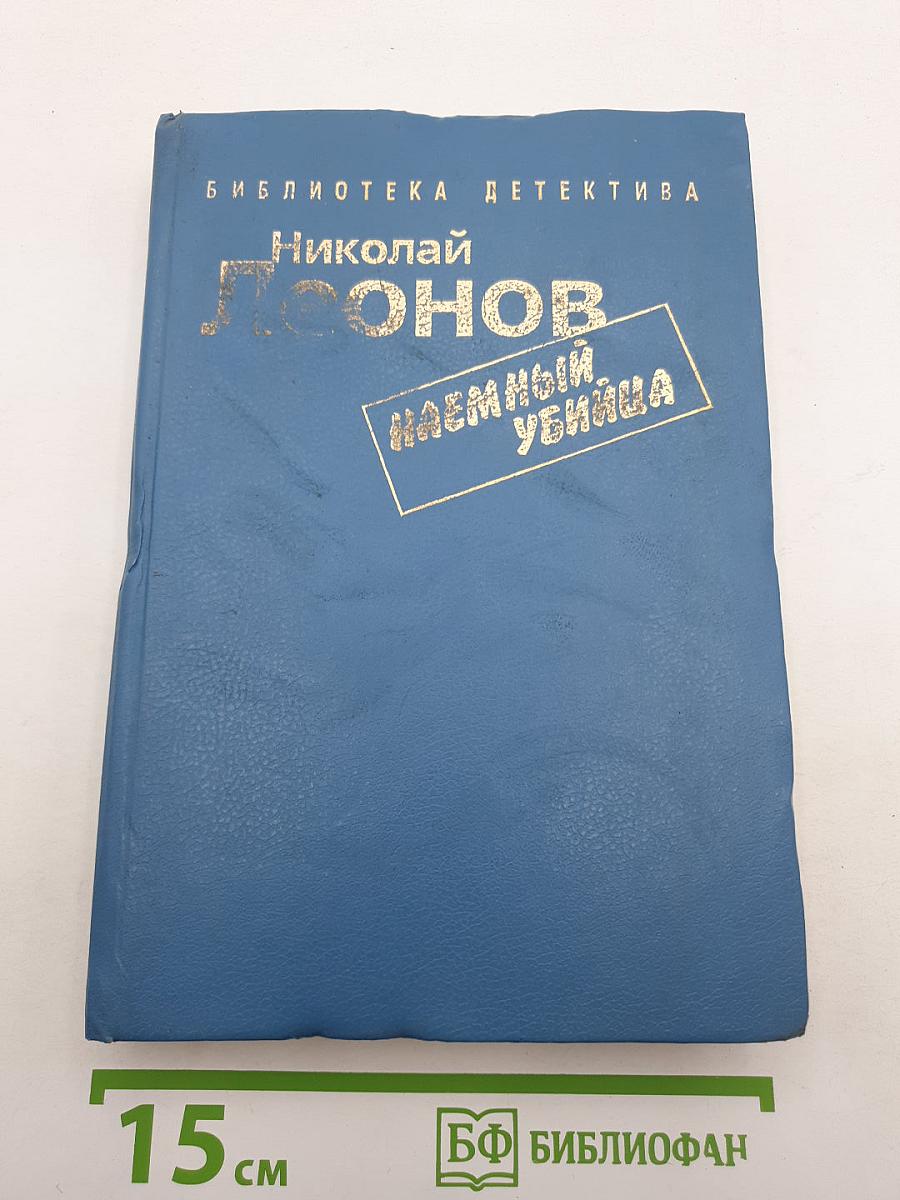 БИБЛИОТЕКА ДЕТЕКТИВА
Николай
Леонов
НАЕМНЫЙ
УБИЙЦА
15 см
БФ БИБЛИОФАН